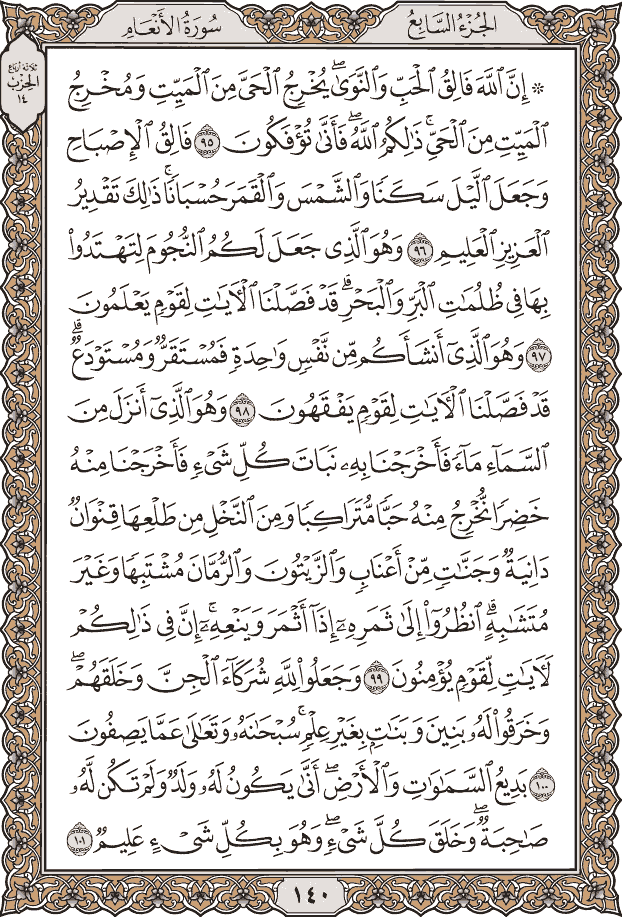 الجزء السابع
سورة الأنعام
ثلاثة أرباع
الحزب
١٤
۞ إِنَّ ٱللَّهَ فَالِقُ ٱلْحَبِّ وَٱلنَّوَىٰۖ يُخْرِجُ ٱلْحَيَّ مِنَ ٱلْمَيِّتِ وَمُخْرِجُ
ٱلْمَيِّتِ مِنَ ٱلْحَيِّۚ ذَٰلِكُمُ ٱللَّهُۖ فَأَنَّىٰ تُؤْفَكُونَ ٩٥ فَالِقُ ٱلْإِصْبَاحِ
وَجَعَلَ ٱلَّيْلَ سَكَنًا وَٱلشَّمْسَ وَٱلْقَمَرَ حُسْبَانًاۚ ذَٰلِكَ تَقْدِيرُ
ٱلْعَزِيزِ ٱلْعَلِيمِ ٩٦ وَهُوَ ٱلَّذِي جَعَلَ لَكُمُ ٱلنُّجُومَ لِتَهْتَدُوا۟
بِهَا فِي ظُلُمَٰتِ ٱلْبَرِّ وَٱلْبَحْرِۗ قَدْ فَصَّلْنَا ٱلْءَايَٰتِ لِقَوْمٍ يَعْلَمُونَ
٩٧ وَهُوَ ٱلَّذِيٓ أَنشَأَكُم مِّن نَّفْسٍ وَٰحِدَةٍ فَمُسْتَقَرٌّ وَمُسْتَوْدَعٌۗ
قَدْ فَصَّلْنَا ٱلْءَايَٰتِ لِقَوْمٍ يَفْقَهُونَ ٩٨ وَهُوَ ٱلَّذِيٓ أَنزَلَ مِنَ
ٱلسَّمَآءِ مَآءً فَأَخْرَجْنَا بِهِۦ نَبَاتَ كُلِّ شَيْءٍ فَأَخْرَجْنَا مِنْهُ
خَضِرًا نُّخْرِجُ مِنْهُ حَبًّا مُّتَرَاكِبًا وَمِنَ ٱلنَّخْلِ مِن طَلْعِهَا قِنْوَانٌ
دَانِيَةٌ وَجَنَّٰتٍ مِّنْ أَعْنَابٍ وَٱلزَّيْتُونَ وَٱلرُّمَّانَ مُشْتَبِهًا وَغَيْرَ
مُتَشَٰبِهٍۗ ٱنظُرُوٓا۟ إِلَىٰ ثَمَرِهِۦٓ إِذَآ أَثْمَرَ وَيَنْعِهِۦٓۚ إِنَّ فِي ذَٰلِكُمْ
لَءَايَٰتٍ لِّقَوْمٍ يُؤْمِنُونَ ٩٩ وَجَعَلُوا۟ لِلَّهِ شُرَكَآءَ ٱلْجِنَّ وَخَلَقَهُمْۖ
وَخَرَقُوا۟ لَهُۥ بَنِينَ وَبَنَٰتٍۭ بِغَيْرِ عِلْمٍۚ سُبْحَٰنَهُۥ وَتَعَٰلَىٰ عَمَّا يَصِفُونَ
١٠٠ بَدِيعُ ٱلسَّمَٰوَٰتِ وَٱلْأَرْضِۖ أَنَّىٰ يَكُونُ لَهُۥ وَلَدٌ وَلَمْ تَكُن لَّهُۥ
صَٰحِبَةٌۖ وَخَلَقَ كُلَّ شَيْءٍۖ وَهُوَ بِكُلِّ شَيْءٍ عَلِيمٌ ١٠١
١٤٠